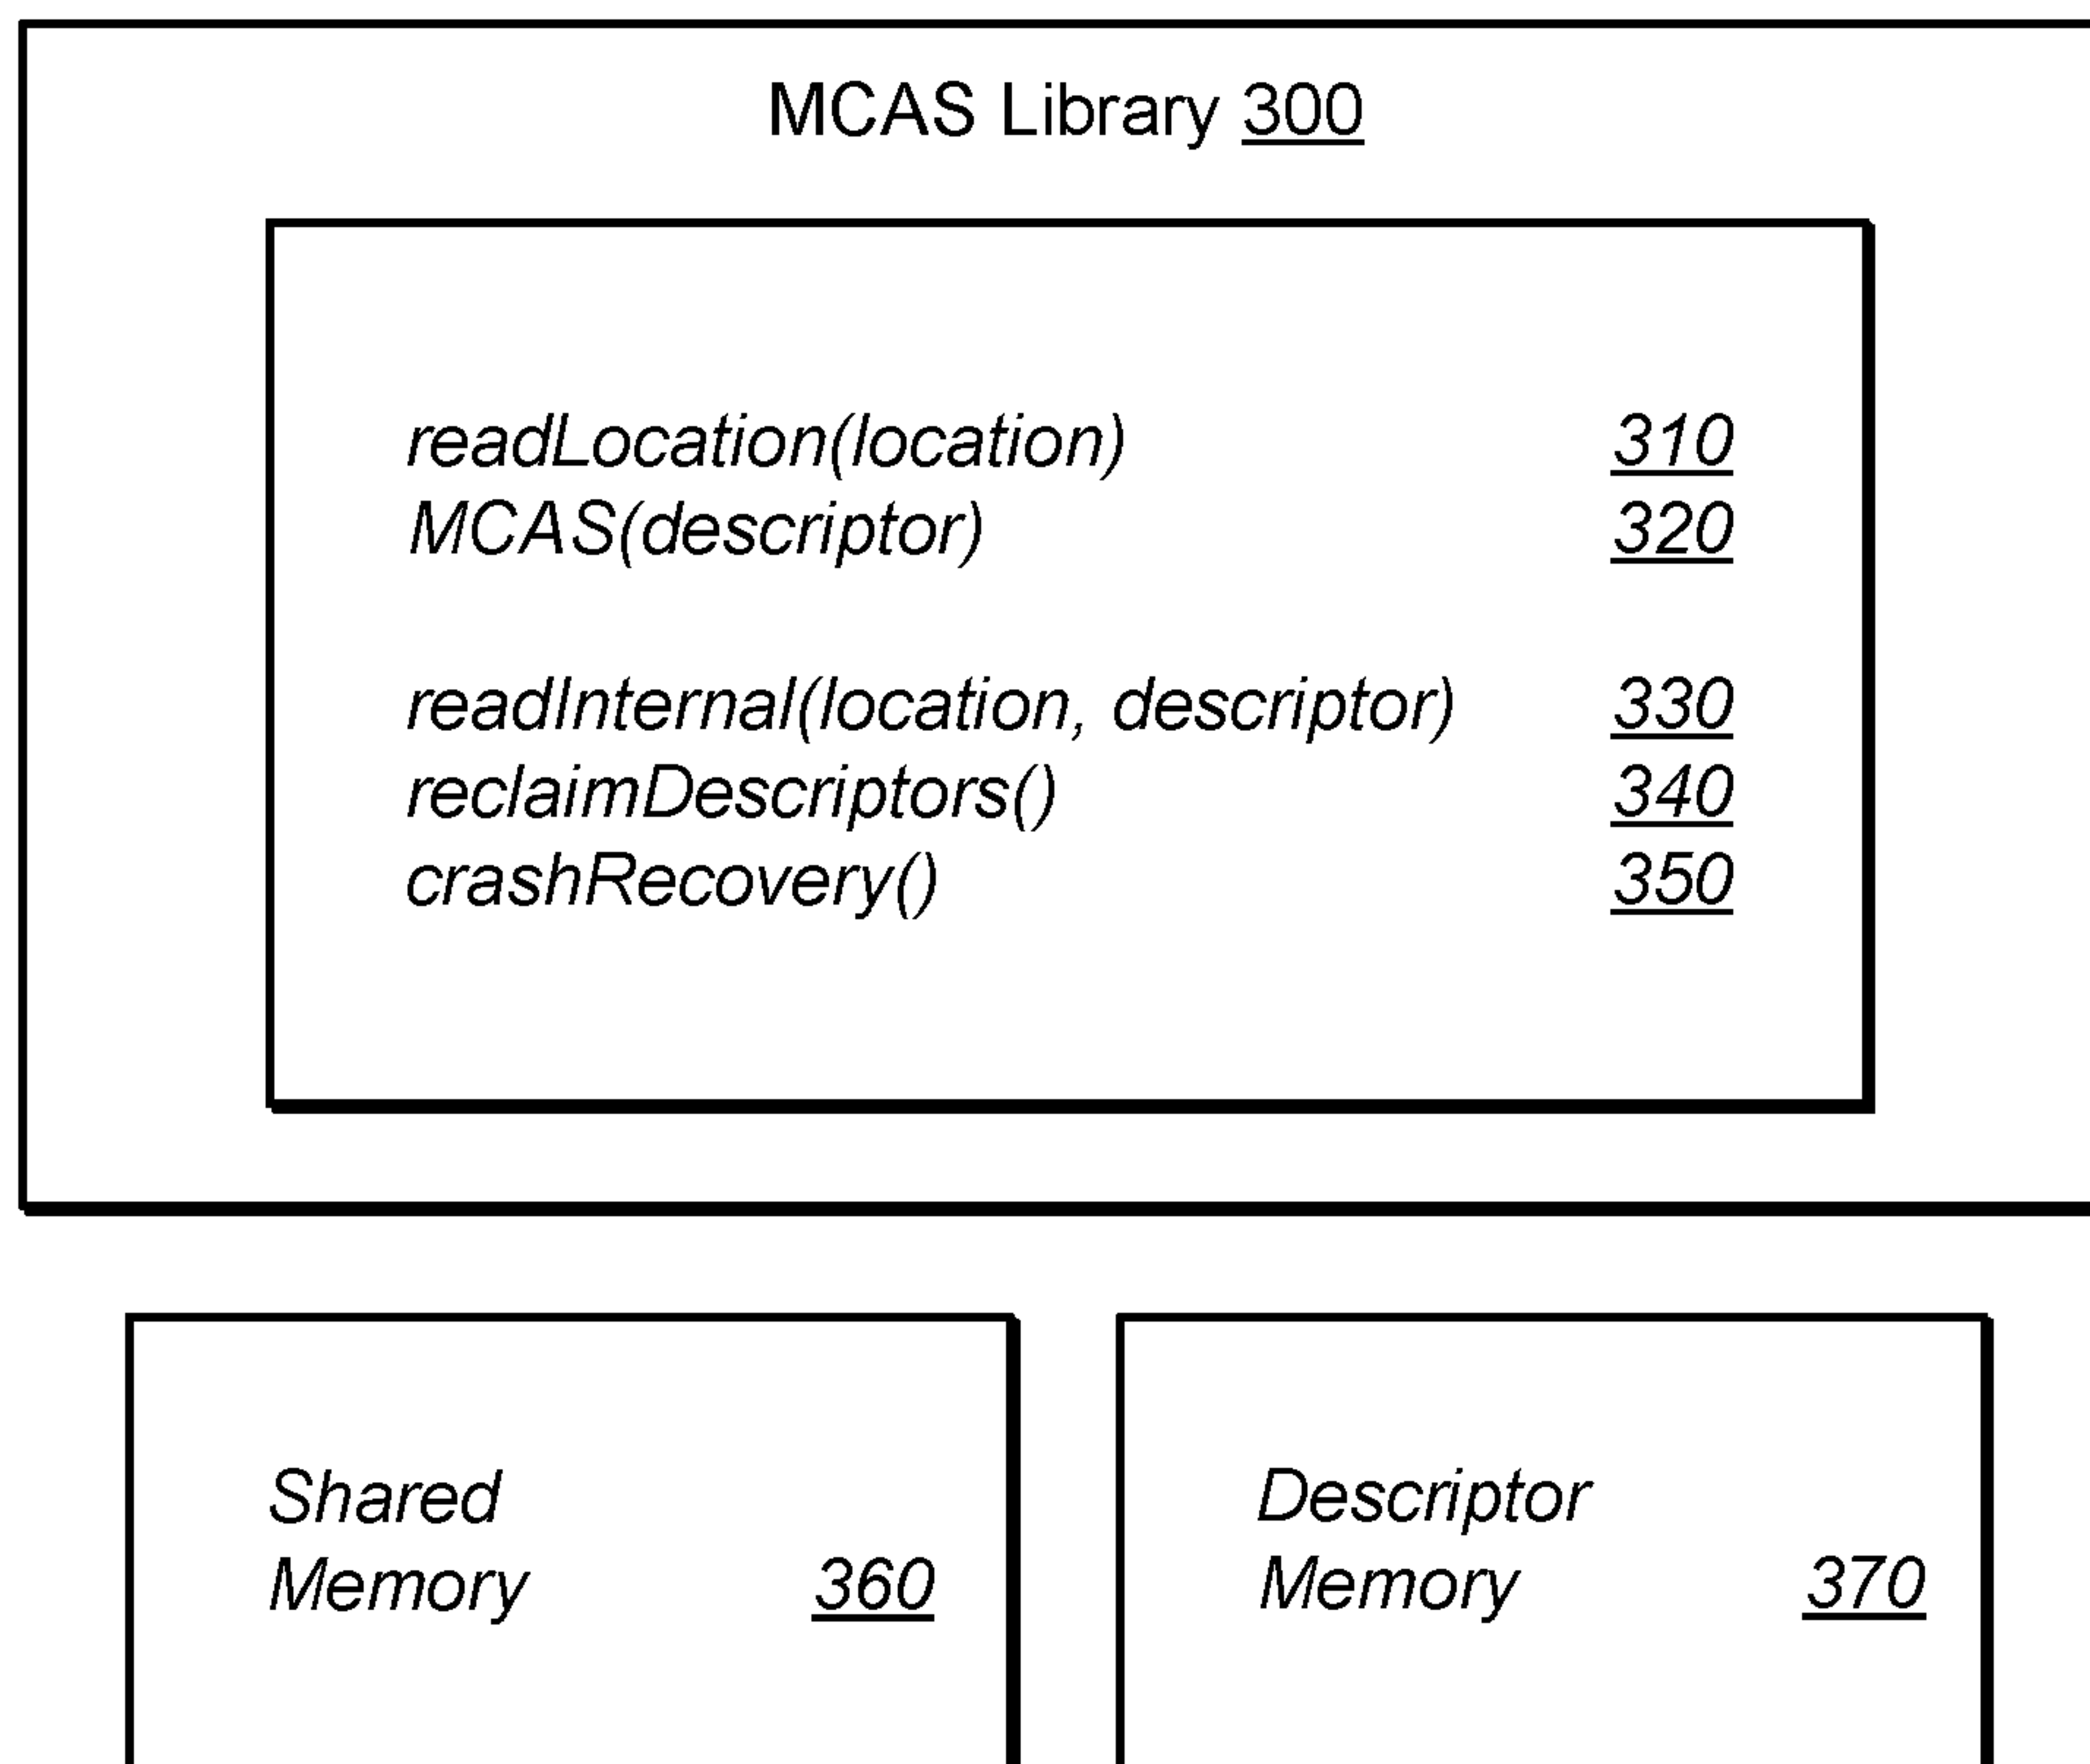 MCAS Library 300
readLocation(location) 310
MCAS(descriptor) 320
readInternal(location, descriptor) 330
reclaimDescriptors() 340
crashRecovery() 350
Shared
Memory 360
Descriptor
Memory 370